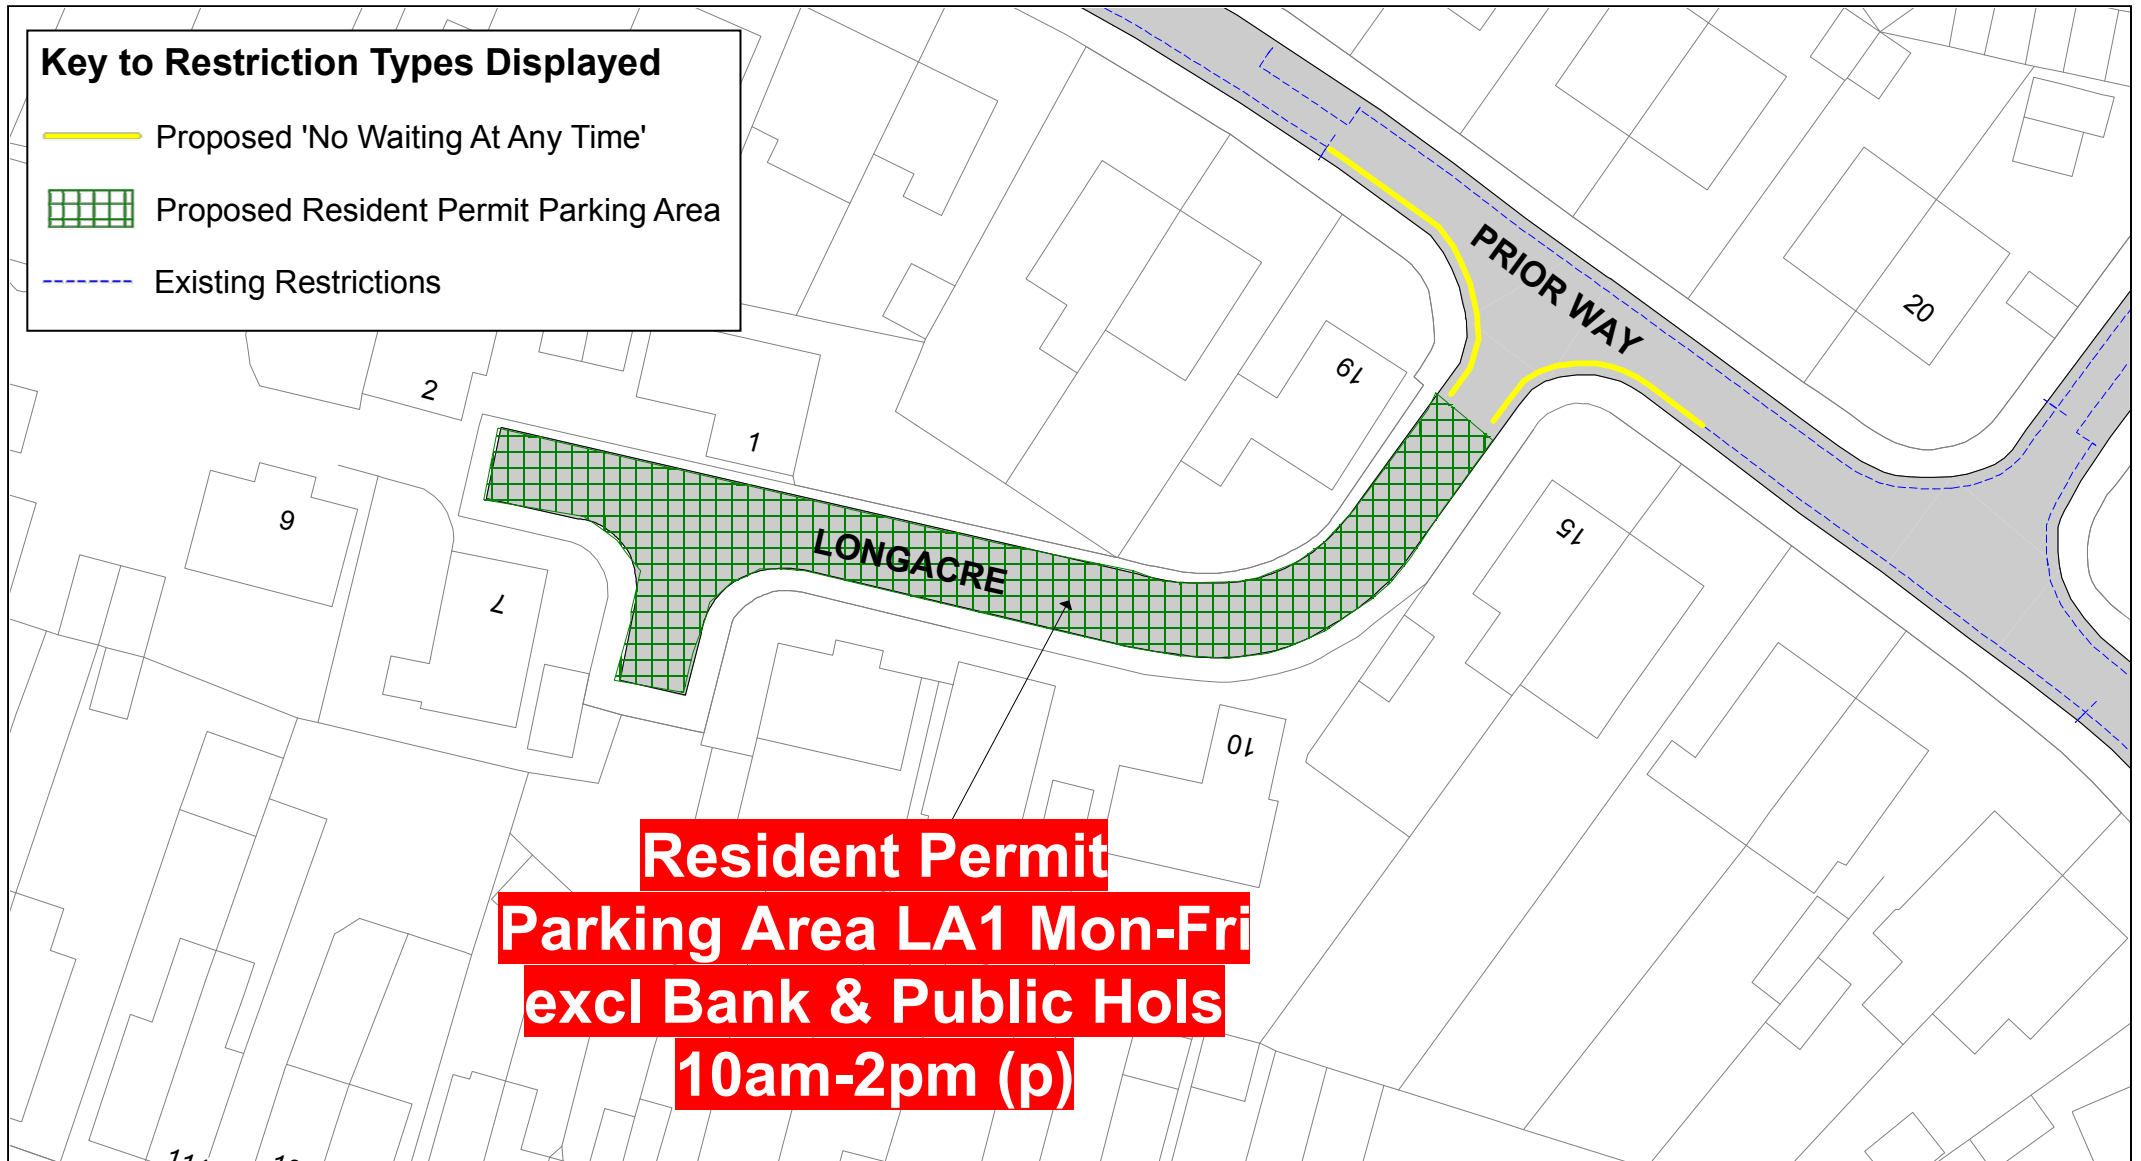 Key to Restriction Types Displayed
Proposed 'No Waiting At Any Time'
Proposed Resident Permit Parking Area
Existing Restrictions
PRIOR WAY
20
19
2
1
9
15
LONGACRE
7
10
Resident Permit
Parking Area LA1 Mon-Fri
excl Bank & Public Hols
10am-2pm (p)